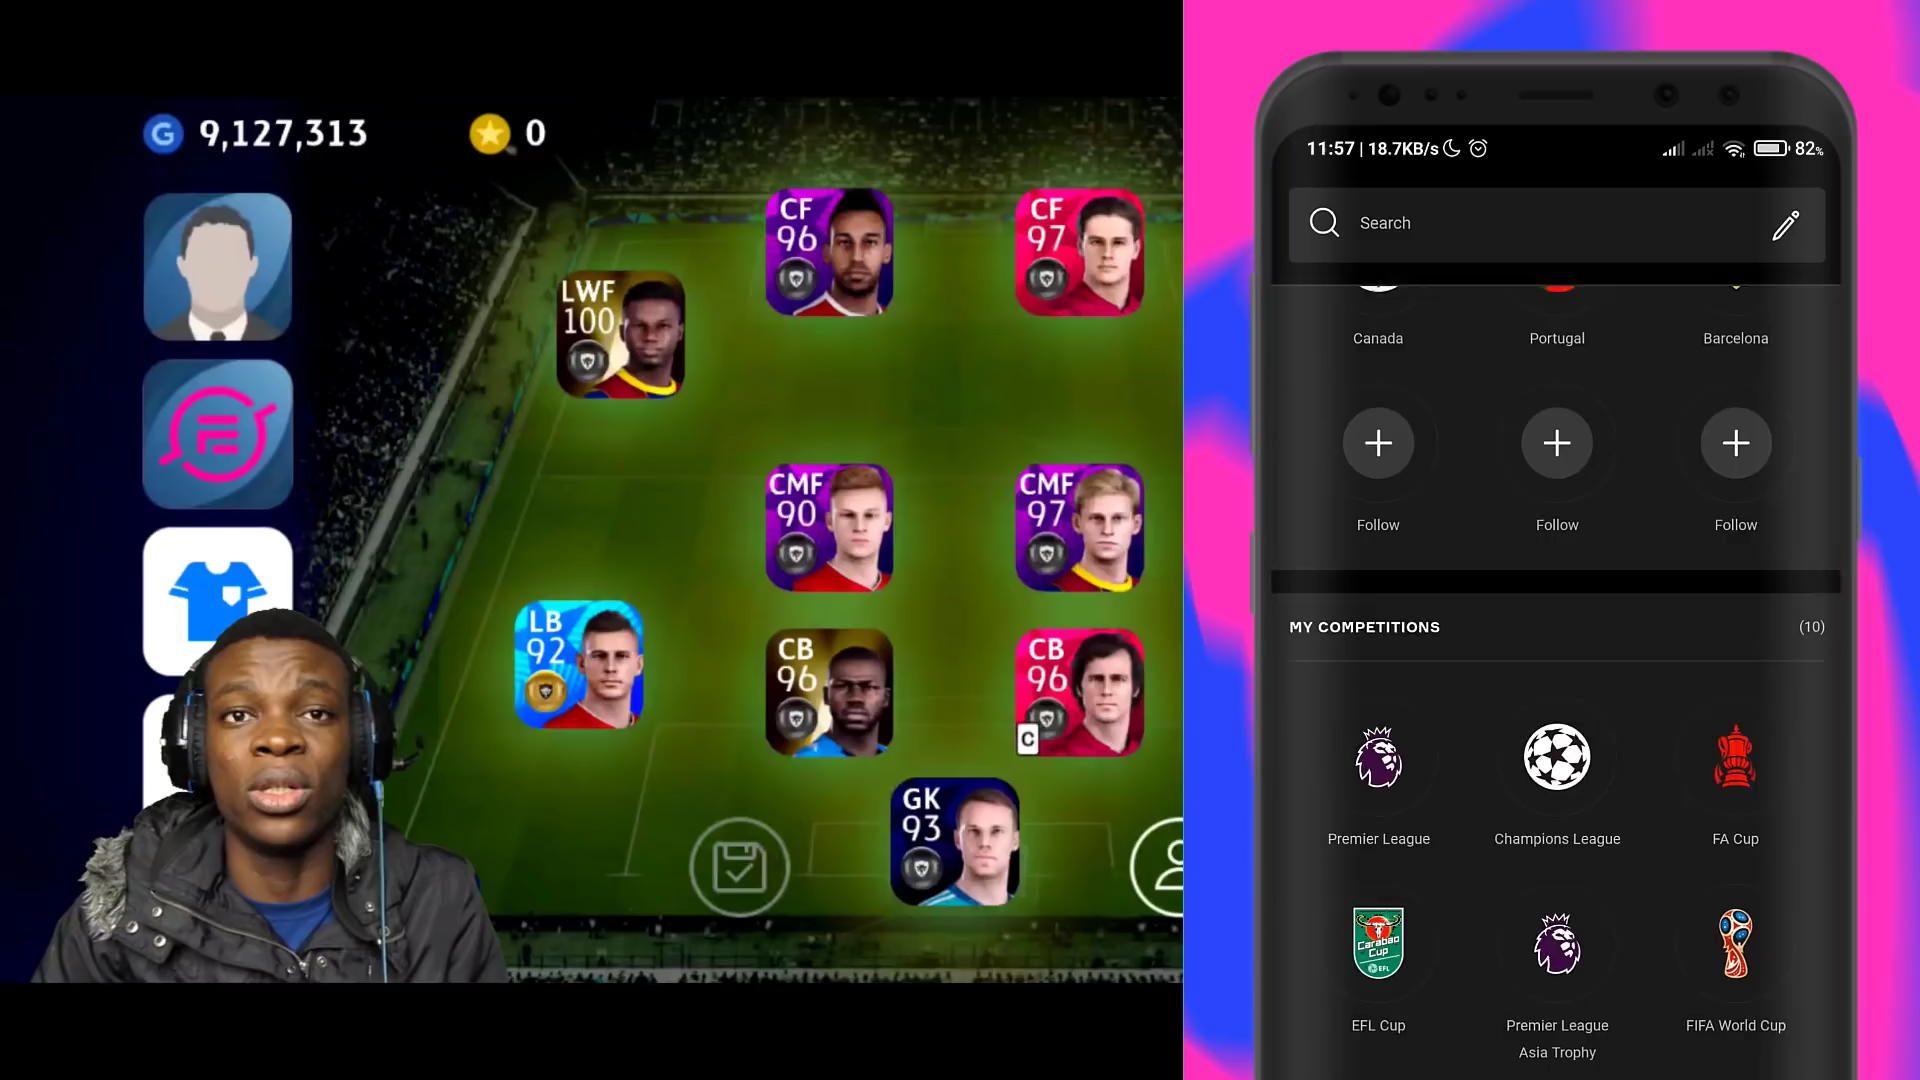 G 9,127,313
0
CF
96
CF
97
LWF
100
CMF
90
CMF
97
LB
92
CB
96
CB
96
C
GK
93
11:57 | 18.7KB/s
82%
Search
Canada
Portugal
Barcelona
Follow
Follow
Follow
MY COMPETITIONS
(10)
Premier League
Champions League
FA Cup
Carabao
Cup
EFL
EFL Cup
Premier League
Asia Trophy
FIFA World Cup